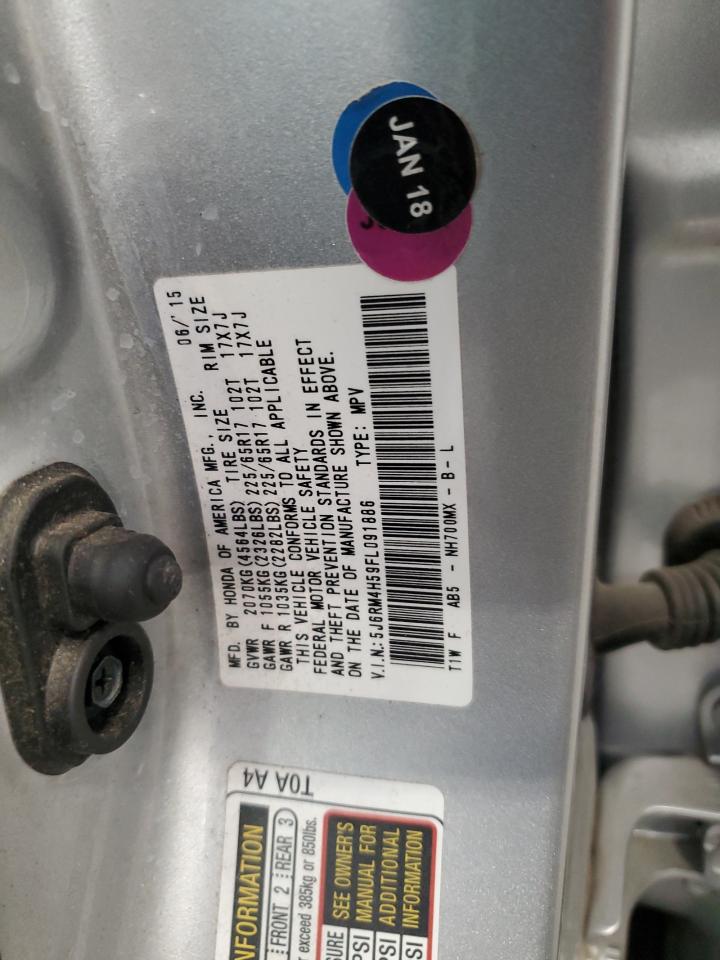 JAN 18
MFD. BY HONDA OF AMERICA MFG., INC. 06/'15
TIRE SIZE RIM SIZE
GVWR 2070KG(4564LBS)
GAWR F 1055KG(2326LBS) 225/65R17 102T 17X7J
GAWR R 1035KG(2282LBS) 225/65R17 102T 17X7J
THIS VEHICLE CONFORMS TO ALL APPLICABLE
FEDERAL MOTOR VEHICLE SAFETY
AND THEFT PREVENTION STANDARDS IN EFFECT
ON THE DATE OF MANUFACTURE SHOWN ABOVE.
V.I.N.:5J6RM4H59FL091886 TYPE: MPV
T1W F AB5 - NH700MX - B - L
T0A A4
NFORMATION
FRONT 2 REAR 3
exceed 385kg or 850lbs.
SEE OWNER'S
MANUAL FOR
ADDITIONAL
INFORMATION
URE
PSI
PSI
SI